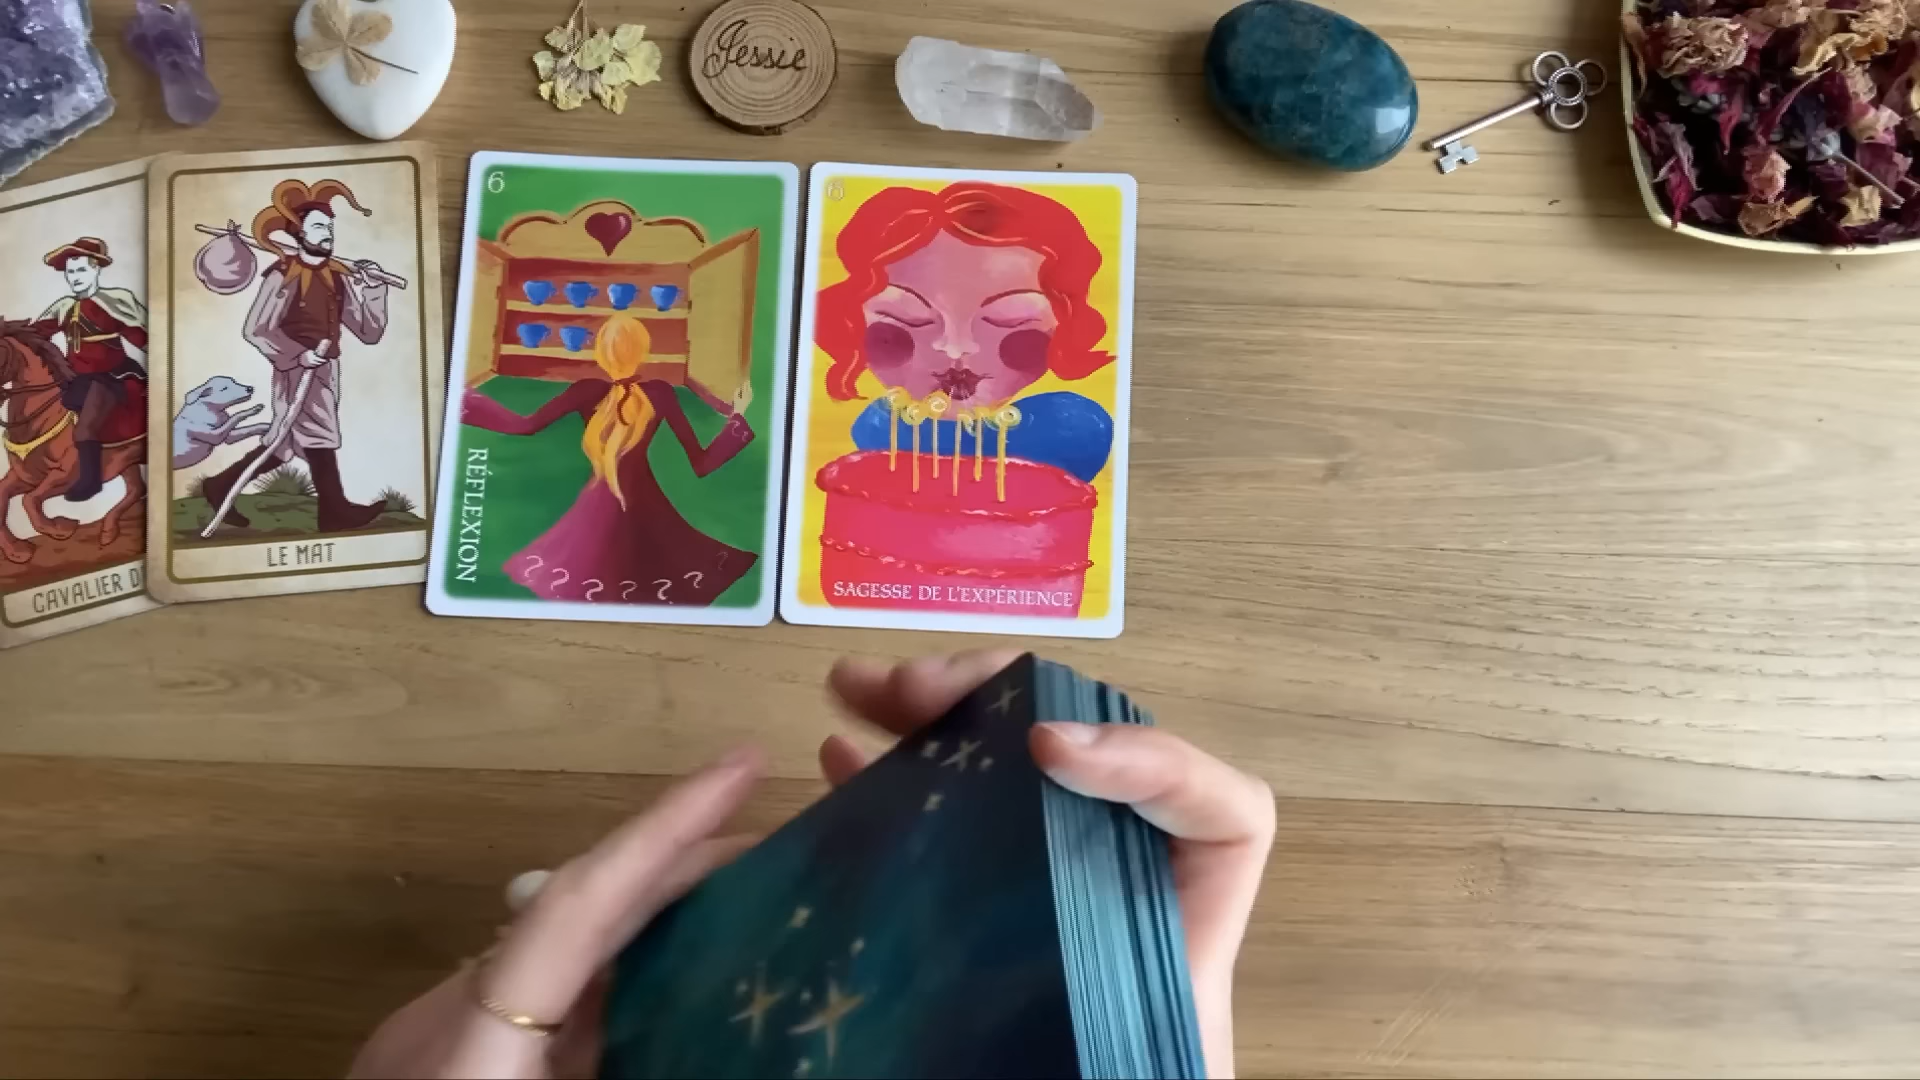 Jessie
6
RÉFLEXION
SAGESSE DE L'EXPÉRIENCE
LE MAT
CAVALIER